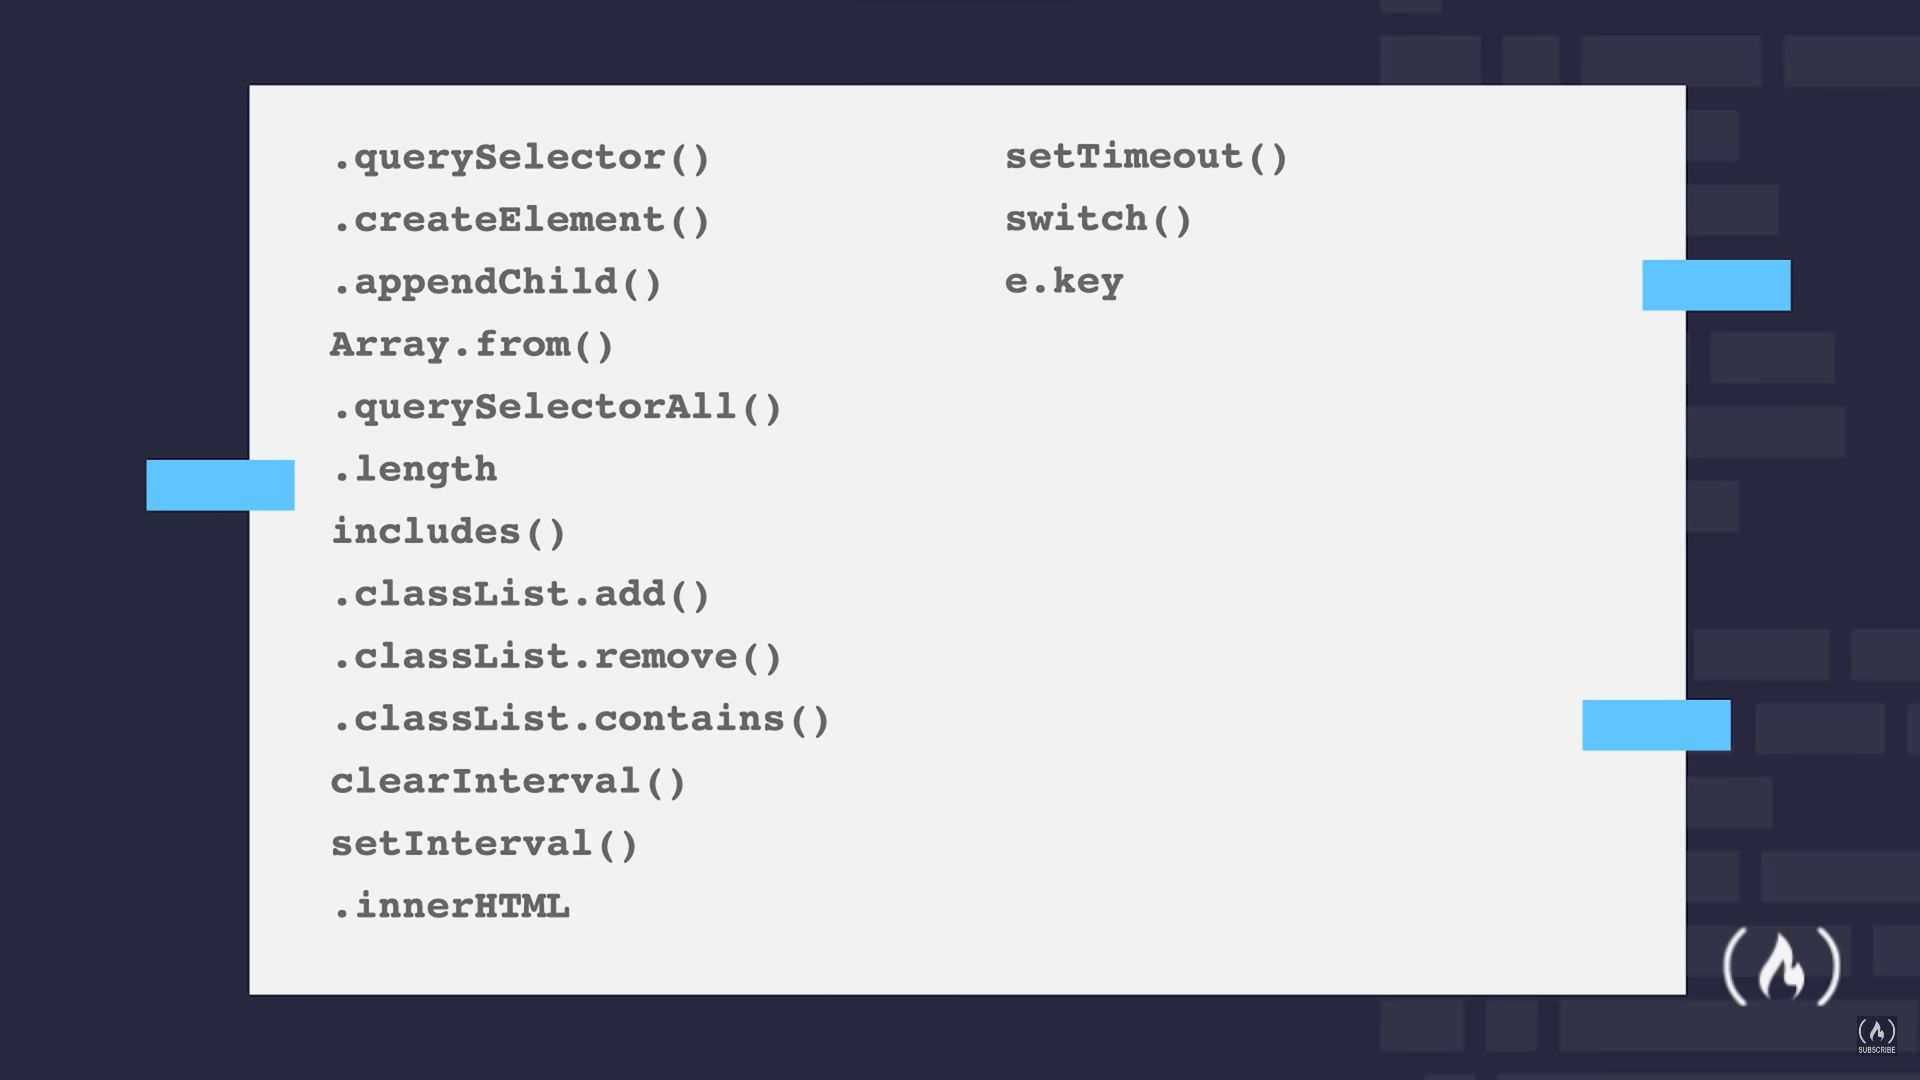 .querySelector()
.createElement()
.appendChild()
Array.from()
.querySelectorAll()
.length
includes()
.classList.add()
.classList.remove()
.classList.contains()
clearInterval()
setInterval()
.innerHTML
setTimeout()
switch()
e.key
SUBSCRIBE